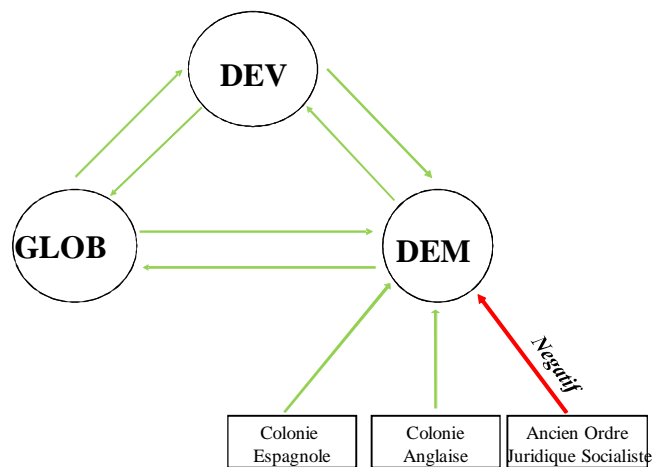 DEV
GLOB
DEM
Negatif
Colonie
Espagnole
Colonie
Anglaise
Ancien Ordre
Juridique Socialiste